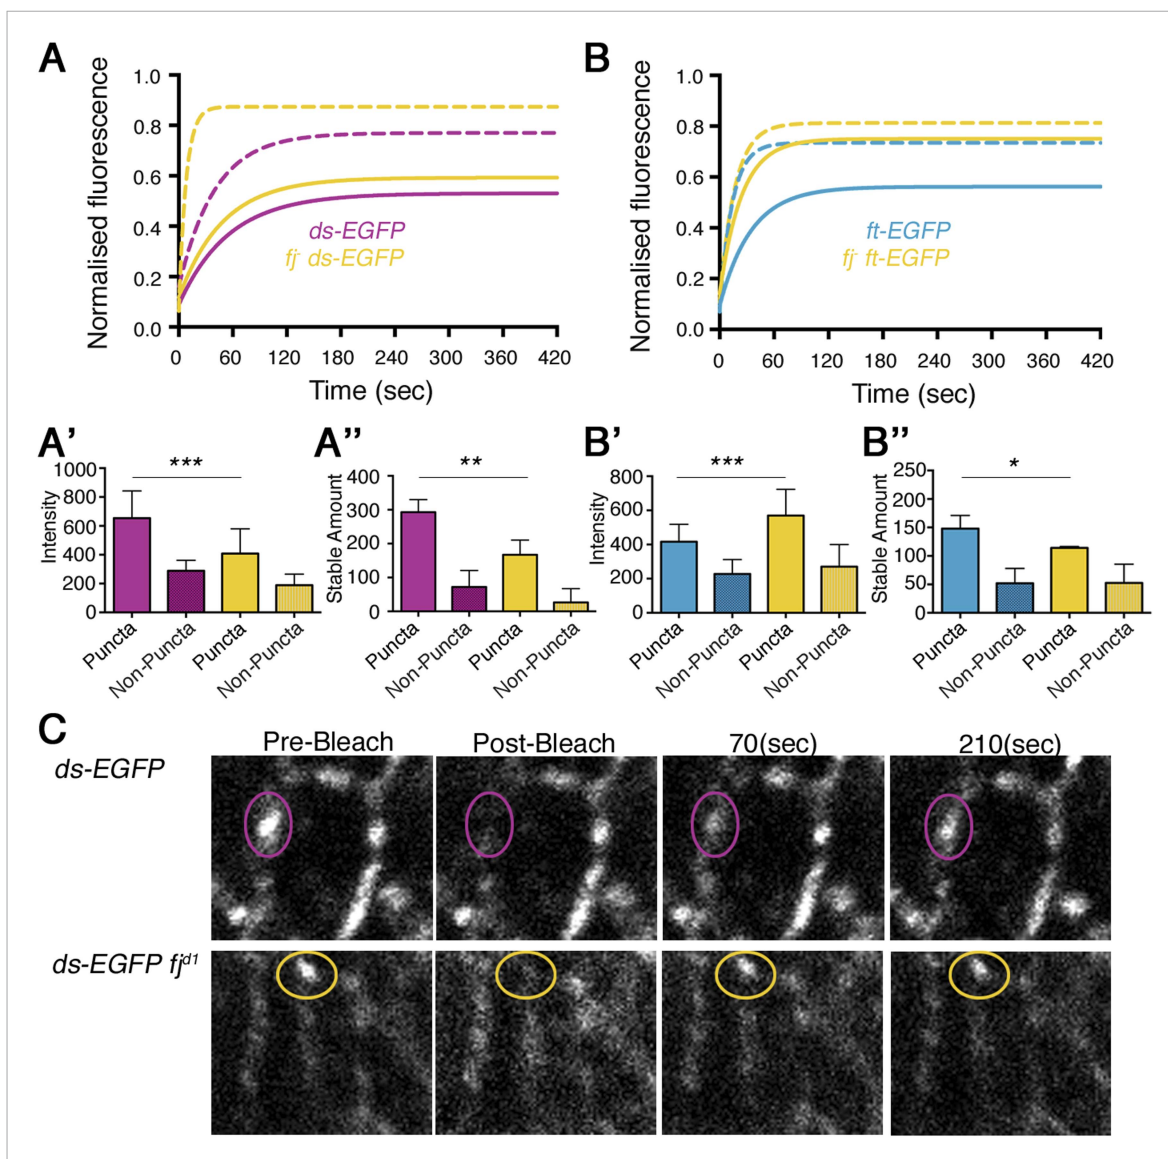 A
Normalised fluorescence
1.0
0.8
0.6
0.4
0.2
0.0
ds-EGFP
fj- ds-EGFP
0 60 120 180 240 300 360 420
Time (sec)
B
Normalised fluorescence
1.0
0.8
0.6
0.4
0.2
0.0
ft-EGFP
fj- ft-EGFP
0 60 120 180 240 300 360 420
Time (sec)
A'
Intensity
1000
800
600
400
200
0
***
Puncta
Non-Puncta
Puncta
Non-Puncta
A''
Stable Amount
400
300
200
100
0
**
Puncta
Non-Puncta
Puncta
Non-Puncta
B'
Intensity
800
600
400
200
0
***
Puncta
Non-Puncta
Puncta
Non-Puncta
B''
Stable Amount
250
200
150
100
50
0
*
Puncta
Non-Puncta
Puncta
Non-Puncta
C
Pre-Bleach Post-Bleach 70(sec) 210(sec)
ds-EGFP
ds-EGFP fjd1